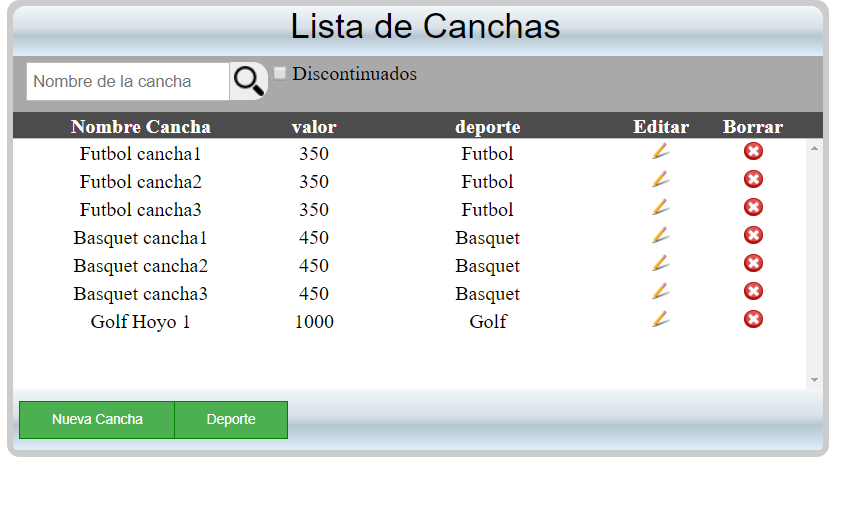 Lista de Canchas
Nombre de la cancha Discontinuados
Nombre Cancha valor deporte Editar Borrar
Futbol cancha1 350 Futbol
Futbol cancha2 350 Futbol
Futbol cancha3 350 Futbol
Basquet cancha1 450 Basquet
Basquet cancha2 450 Basquet
Basquet cancha3 450 Basquet
Golf Hoyo 1 1000 Golf
Nueva Cancha Deporte